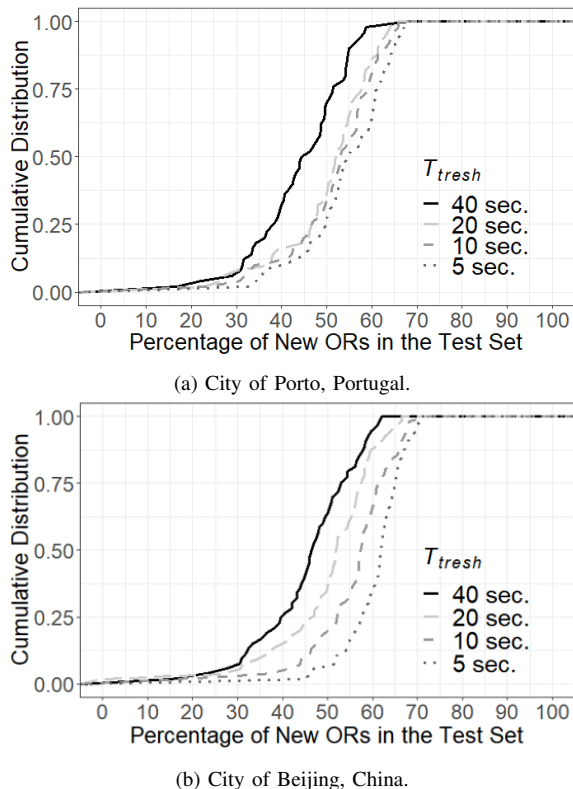 1.00
0.75
0.50
0.25
0.00
Cumulative Distribution
T tresh
40 sec.
20 sec.
10 sec.
5 sec.
0 10 20 30 40 50 60 70 80 90 100
Percentage of New ORs in the Test Set
(a) City of Porto, Portugal.
1.00
0.75
0.50
0.25
0.00
Cumulative Distribution
T tresh
40 sec.
20 sec.
10 sec.
5 sec.
0 10 20 30 40 50 60 70 80 90 100
Percentage of New ORs in the Test Set
(b) City of Beijing, China.